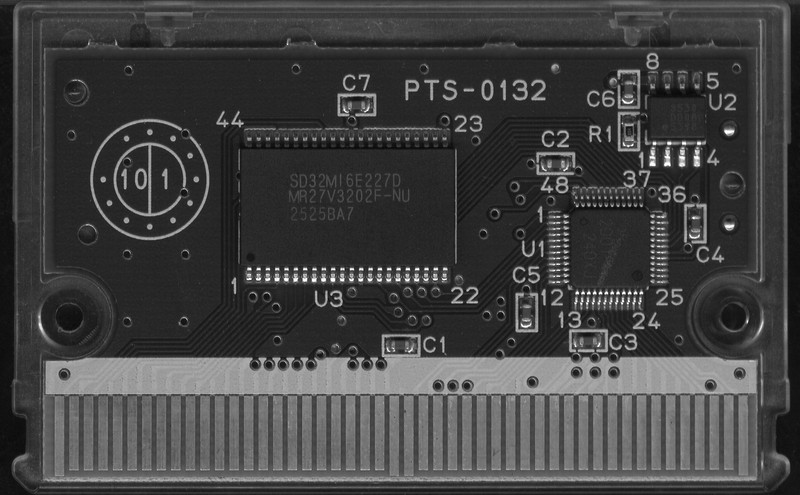 PTS-0132
C7
8
5
C6
U2
R1
1
4
44
23
C2
37
48
36
10 1
SD32M16E227D
MR27V3202F-NU
2525BA7
1
U1
C4
C5
1
U3
22
12
25
13
24
C1
C3